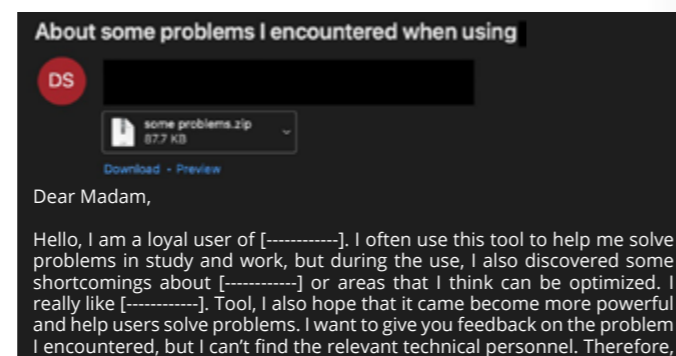 About some problems I encountered when using
DS
some problems.zip
87.7 KB
Download - Preview
Dear Madam,
Hello, I am a loyal user of [------------]. I often use this tool to help me solve
problems in study and work, but during the use, I also discovered some
shortcomings about [------------] or areas that I think can be optimized. I
really like [------------]. Tool, I also hope that it came become more powerful
and help users solve problems. I want to give you feedback on the problem
I encountered, but I can’t find the relevant technical personnel. Therefore,